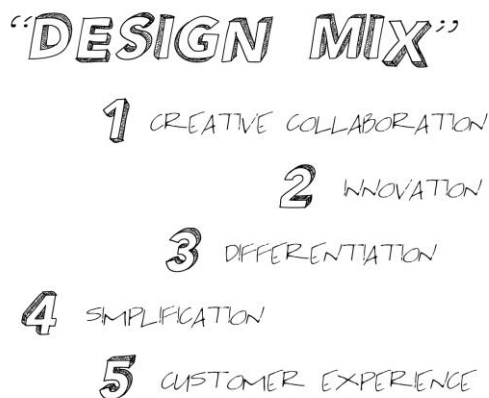 “DESIGN MIX”
1 CREATIVE COLLABORATION
2 INNOVATION
3 DIFFERENTIATION
4 SIMPLIFICATION
5 CUSTOMER EXPERIENCE